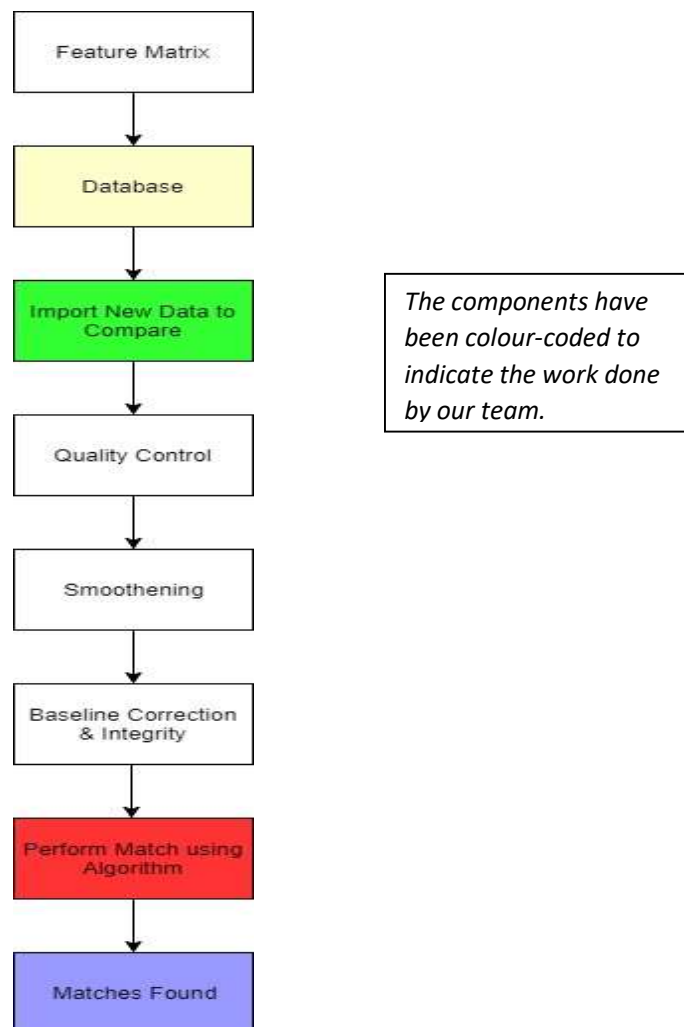 Feature Matrix
Database
Import New Data to
Compare
Quality Control
Smoothening
Baseline Correction
& Integrity
Perform Match using
Algorithm
Matches Found
The components have
been colour-coded to
indicate the work done
by our team.